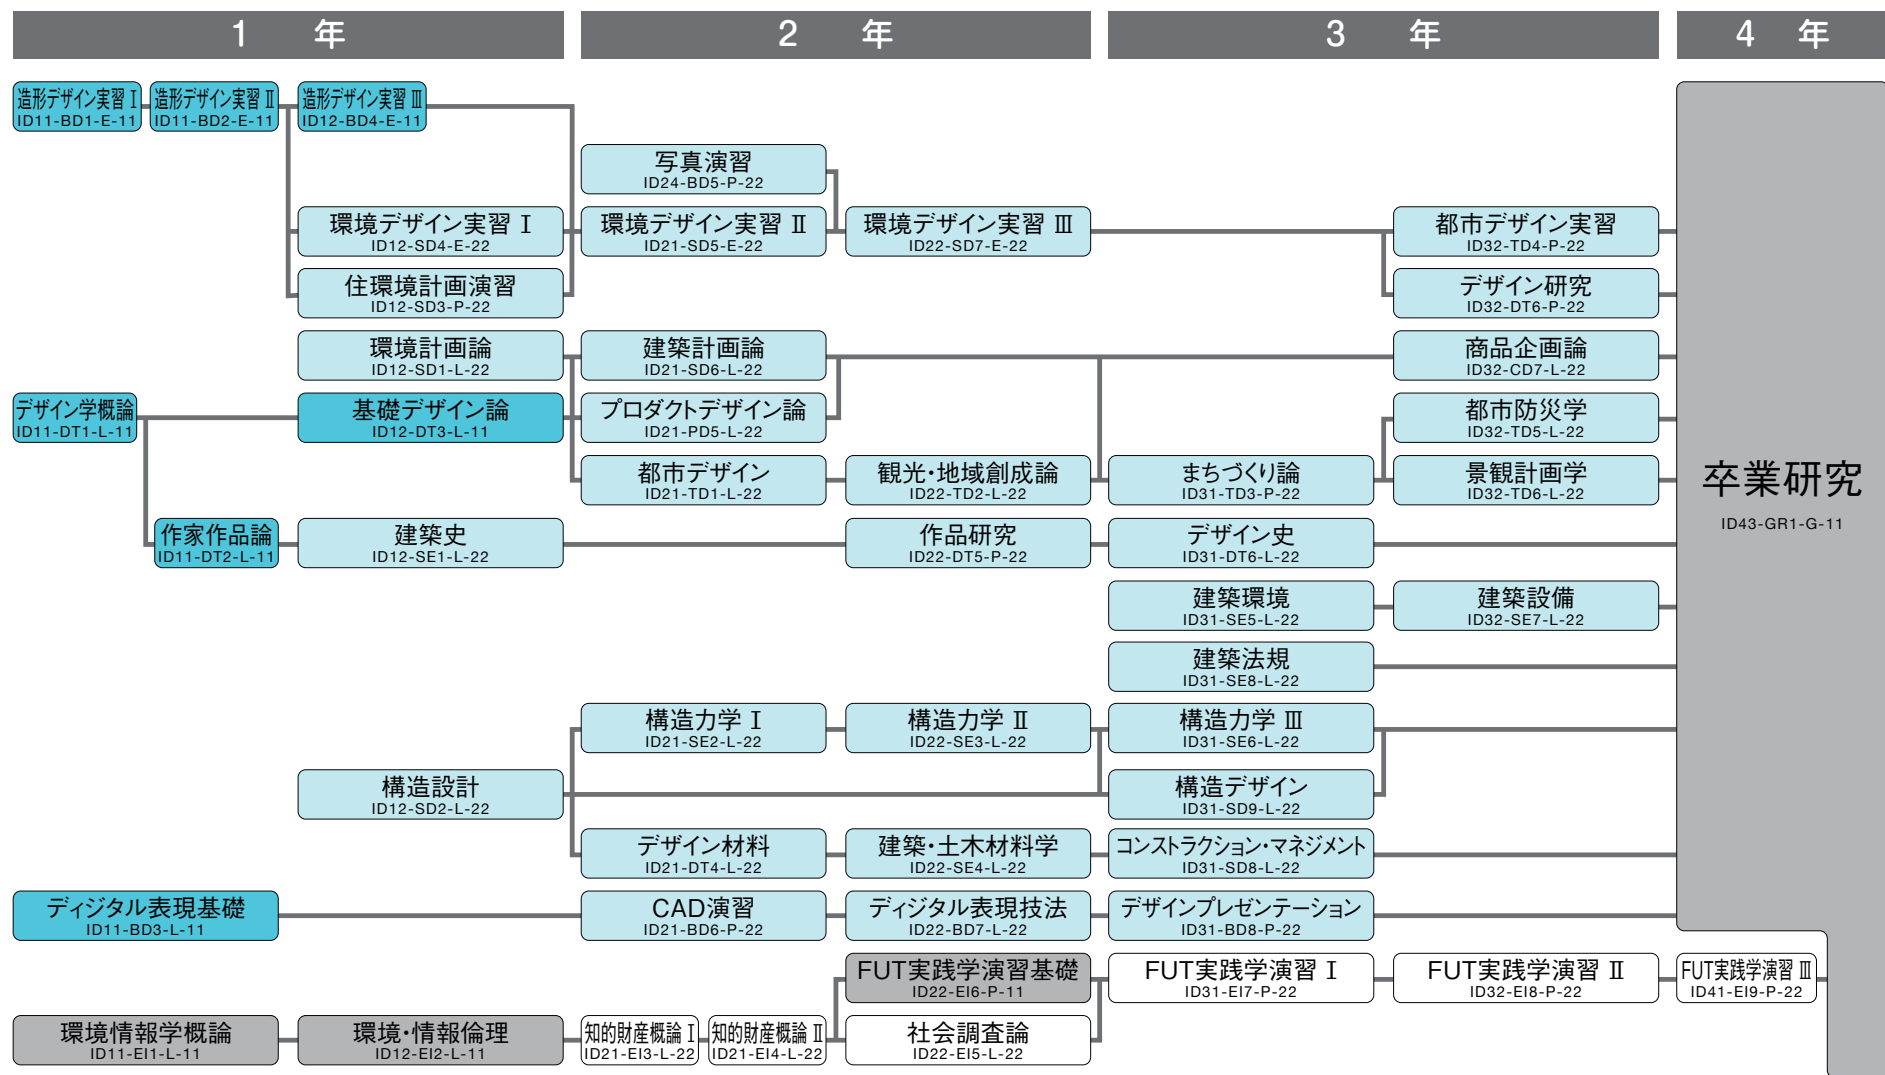 1 年
2 年
3 年
4 年
造形デザイン実習 Ⅰ
ID11-BD1-E-11
造形デザイン実習 Ⅱ
ID11-BD2-E-11
造形デザイン実習 Ⅲ
ID12-BD4-E-11
写真演習
ID24-BD5-P-22
環境デザイン実習 Ⅰ
ID12-SD4-E-22
環境デザイン実習 Ⅱ
ID21-SD5-E-22
環境デザイン実習 Ⅲ
ID22-SD7-E-22
都市デザイン実習
ID32-TD4-P-22
住環境計画演習
ID12-SD3-P-22
デザイン研究
ID32-DT6-P-22
環境計画論
ID12-SD1-L-22
建築計画論
ID21-SD6-L-22
商品企画論
ID32-CD7-L-22
デザイン学概論
ID11-DT1-L-11
基礎デザイン論
ID12-DT3-L-11
プロダクトデザイン論
ID21-PD5-L-22
都市防災学
ID32-TD5-L-22
都市デザイン
ID21-TD1-L-22
観光・地域創成論
ID22-TD2-L-22
まちづくり論
ID31-TD3-P-22
景観計画学
ID32-TD6-L-22
卒業研究
ID43-GR1-G-11
作家作品論
ID11-DT2-L-11
建築史
ID12-SE1-L-22
作品研究
ID22-DT5-P-22
デザイン史
ID31-DT6-L-22
建築環境
ID31-SE5-L-22
建築設備
ID32-SE7-L-22
建築法規
ID31-SE8-L-22
構造力学 Ⅰ
ID21-SE2-L-22
構造力学 Ⅱ
ID22-SE3-L-22
構造力学 Ⅲ
ID31-SE6-L-22
構造設計
ID12-SD2-L-22
構造デザイン
ID31-SD9-L-22
デザイン材料
ID21-DT4-L-22
建築・土木材料学
ID22-SE4-L-22
コンストラクション・マネジメント
ID31-SD8-L-22
ディジタル表現基礎
ID11-BD3-L-11
CAD演習
ID21-BD6-P-22
ディジタル表現技法
ID22-BD7-L-22
デザインプレゼンテーション
ID31-BD8-P-22
FUT実践学演習基礎
ID22-EI6-P-11
FUT実践学演習 Ⅰ
ID31-EI7-P-22
FUT実践学演習 Ⅱ
ID32-EI8-P-22
FUT実践学演習 Ⅲ
ID41-EI9-P-22
環境情報学概論
ID11-EI1-L-11
環境・情報倫理
ID12-EI2-L-11
知的財産概論 Ⅰ
ID21-EI3-L-22
知的財産概論 Ⅱ
ID21-EI4-L-22
社会調査論
ID22-EI5-L-22